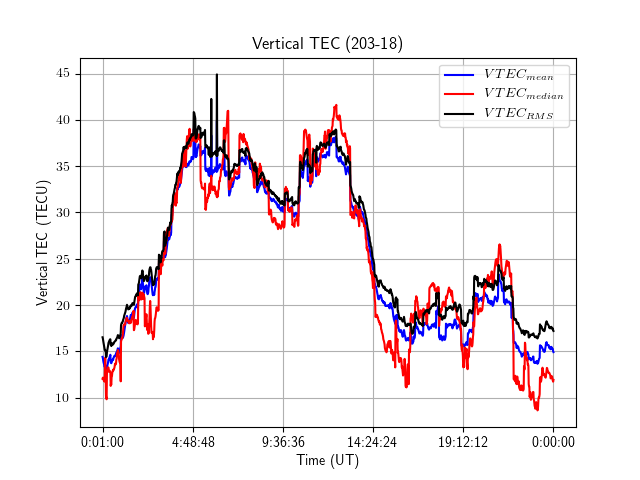 Vertical TEC (203-18)
VTEC_mean
VTEC_median
VTEC_RMS
Vertical TEC (TECU)
45
40
35
30
25
20
15
10
0:01:00 4:48:48 9:36:36 14:24:24 19:12:12 0:00:00
Time (UT)